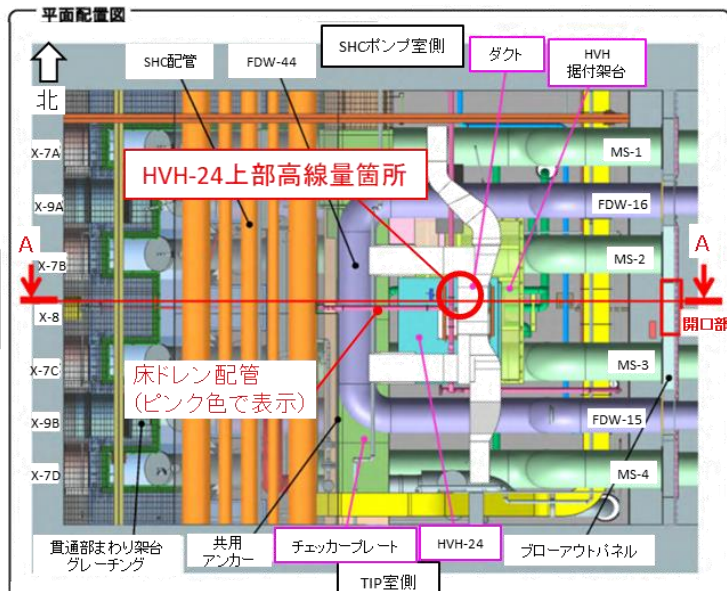 平面配置図
SHCポンプ室側
ダクト
HVH
据付架台
SHC配管
FDW-44
北
X-7A
MS-1
HVH-24上部高線量箇所
X-9A
FDW-16
A
A
X-7B
MS-2
X-8
開口部
X-7C
MS-3
床ドレン配管
(ピンク色で表示)
X-9B
FDW-15
X-7D
MS-4
貫通部まわり架台
グレーチング
共用
アンカー
チェッカープレート
HVH-24
ブローアウトパネル
TIP室側